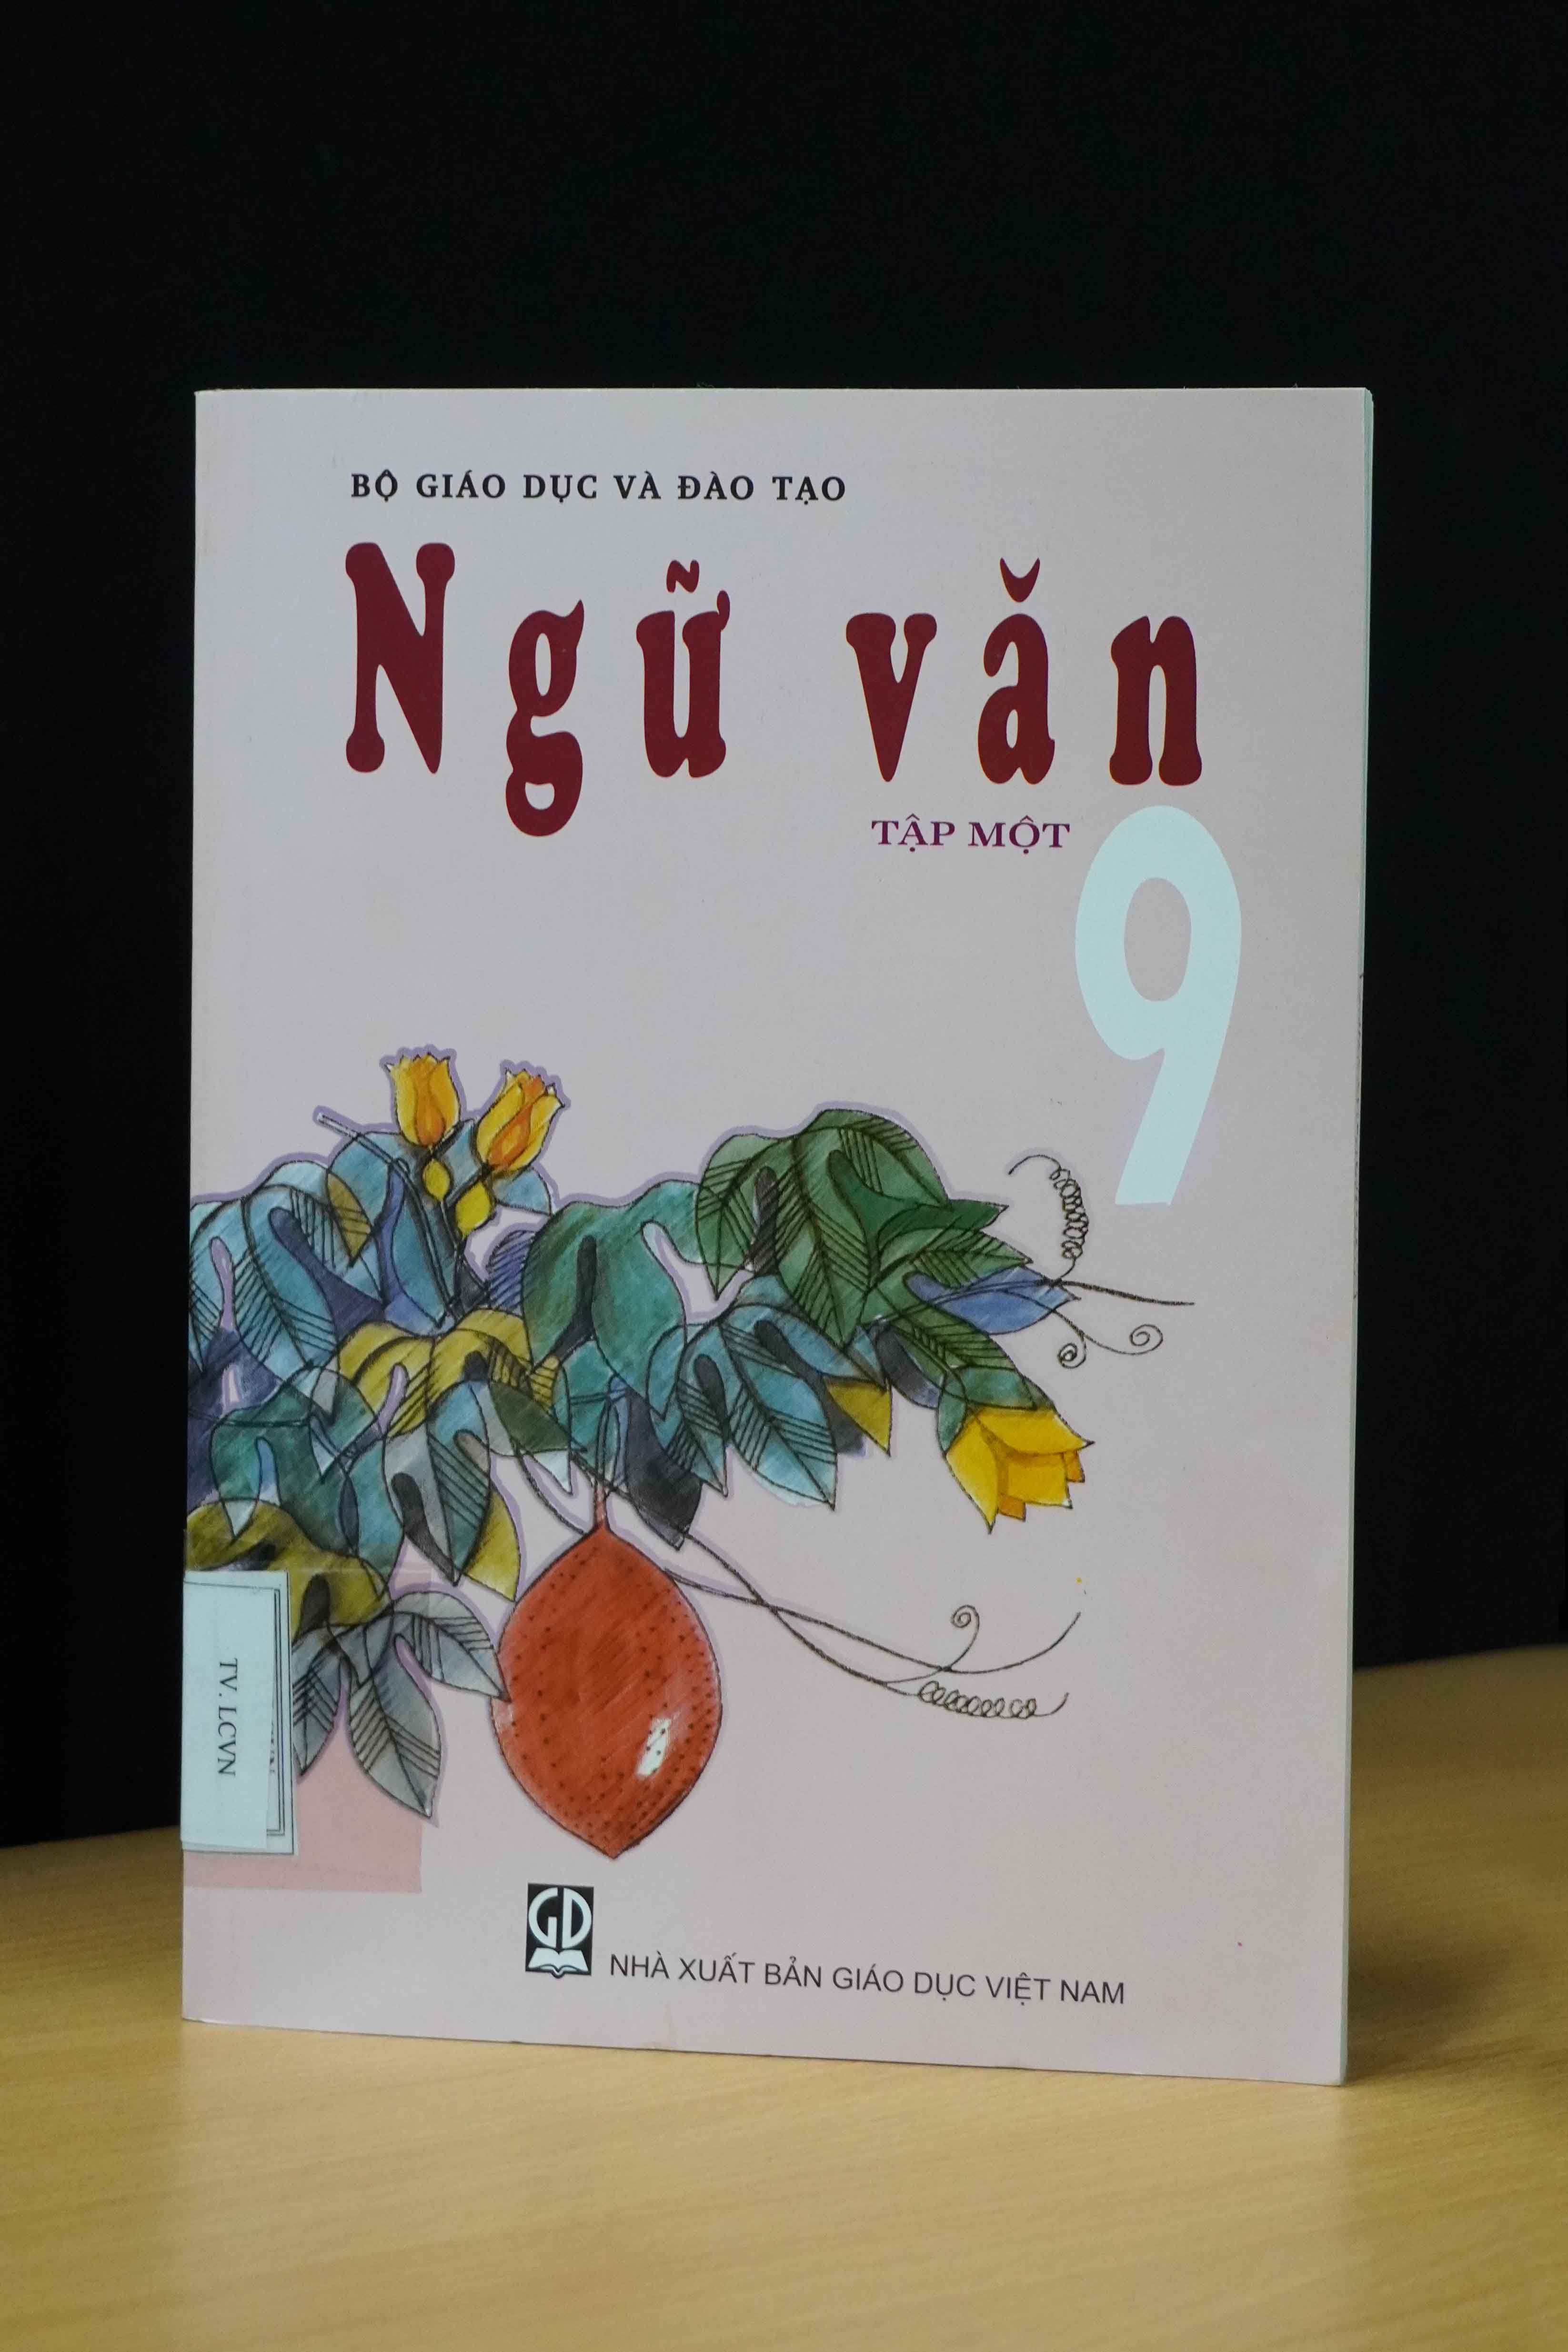 BỘ GIÁO DỤC VÀ ĐÀO TẠO
Ngữ văn
TẬP MỘT
9
TV. LCVN
GD
NHÀ XUẤT BẢN GIÁO DỤC VIỆT NAM